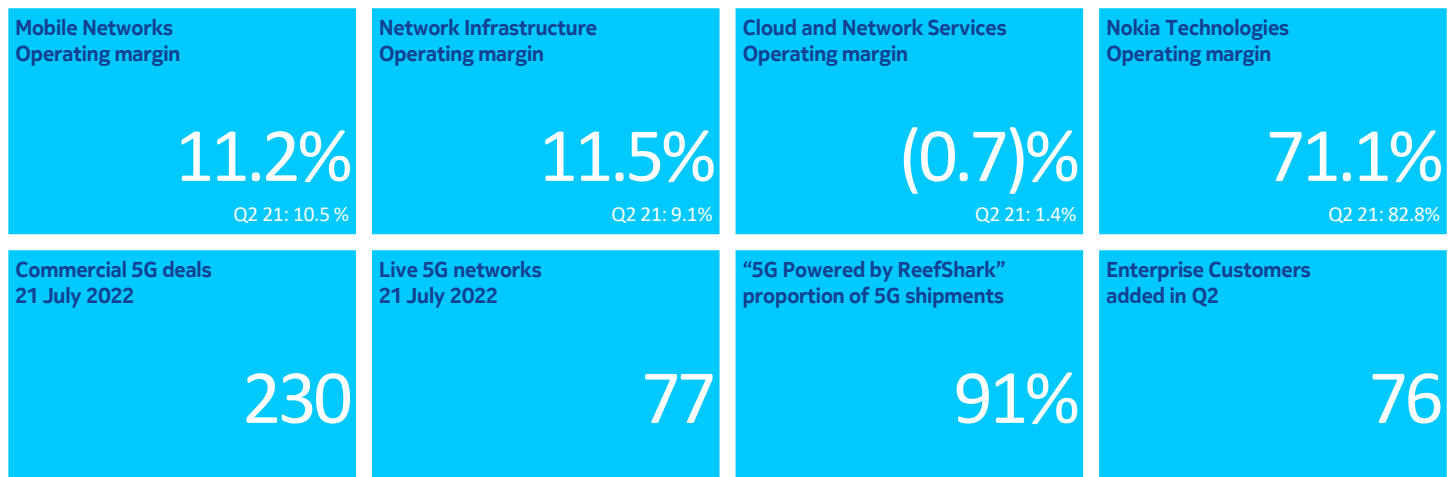 Mobile Networks
Operating margin
11.2%
Q2 21: 10.5 %
Network Infrastructure
Operating margin
11.5%
Q2 21: 9.1%
Cloud and Network Services
Operating margin
(0.7)%
Q2 21: 1.4%
Nokia Technologies
Operating margin
71.1%
Q2 21: 82.8%
Commercial 5G deals
21 July 2022
230
Live 5G networks
21 July 2022
77
“5G Powered by ReefShark”
proportion of 5G shipments
91%
Enterprise Customers
added in Q2
76